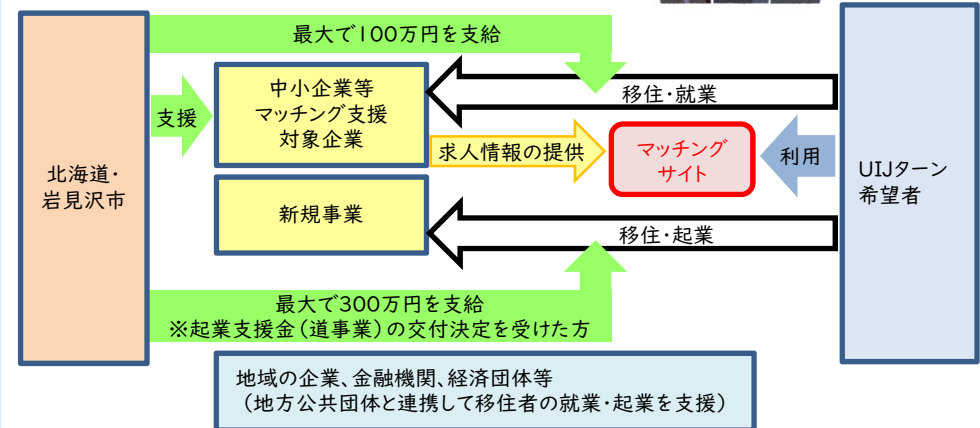 最大で100万円を支給
移住・就業
中小企業等
マッチング支援
対象企業
支援
求人情報の提供
マッチング
サイト
利用
北海道・
岩見沢市
UIJターン
希望者
新規事業
移住・起業
最大で300万円を支給
※起業支援金(道事業)の交付決定を受けた方
地域の企業、金融機関、経済団体等
(地方公共団体と連携して移住者の就業・起業を支援)